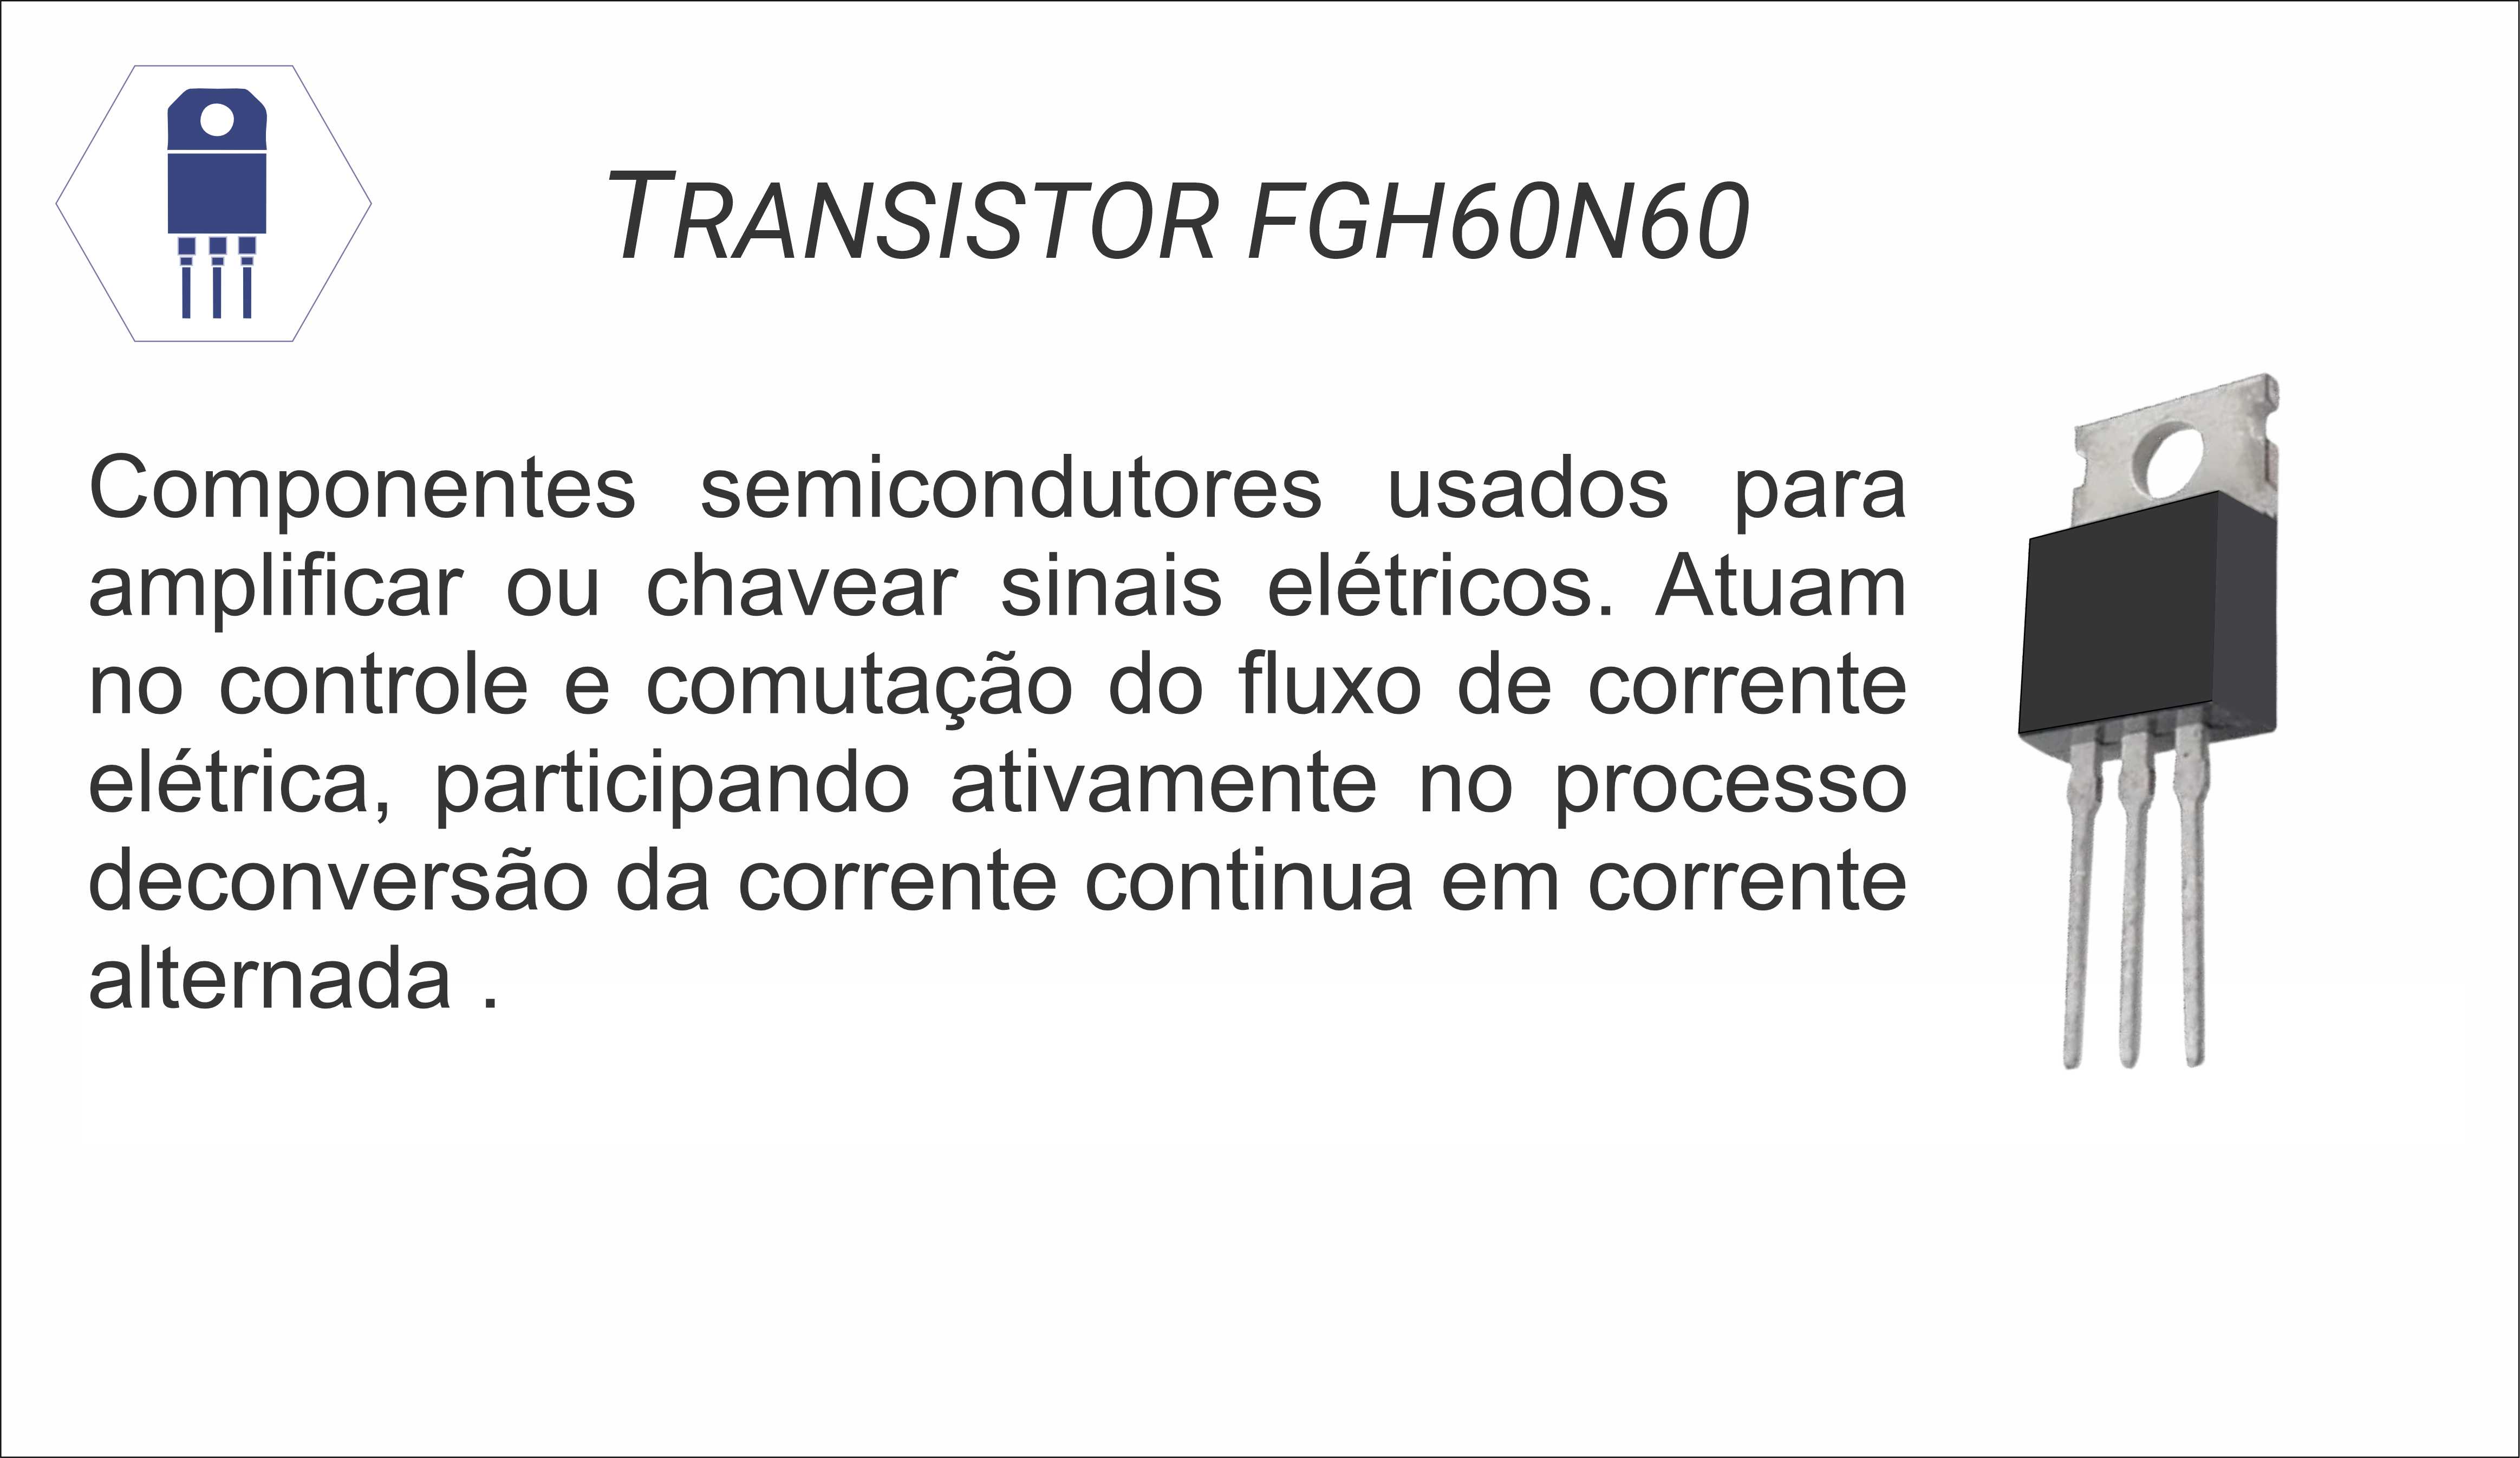 TRANSISTOR FGH60N60
Componentes semicondutores usados para
amplificar ou chavear sinais elétricos. Atuam
no controle e comutação do fluxo de corrente
elétrica, participando ativamente no processo
deconversão da corrente continua em corrente
alternada .